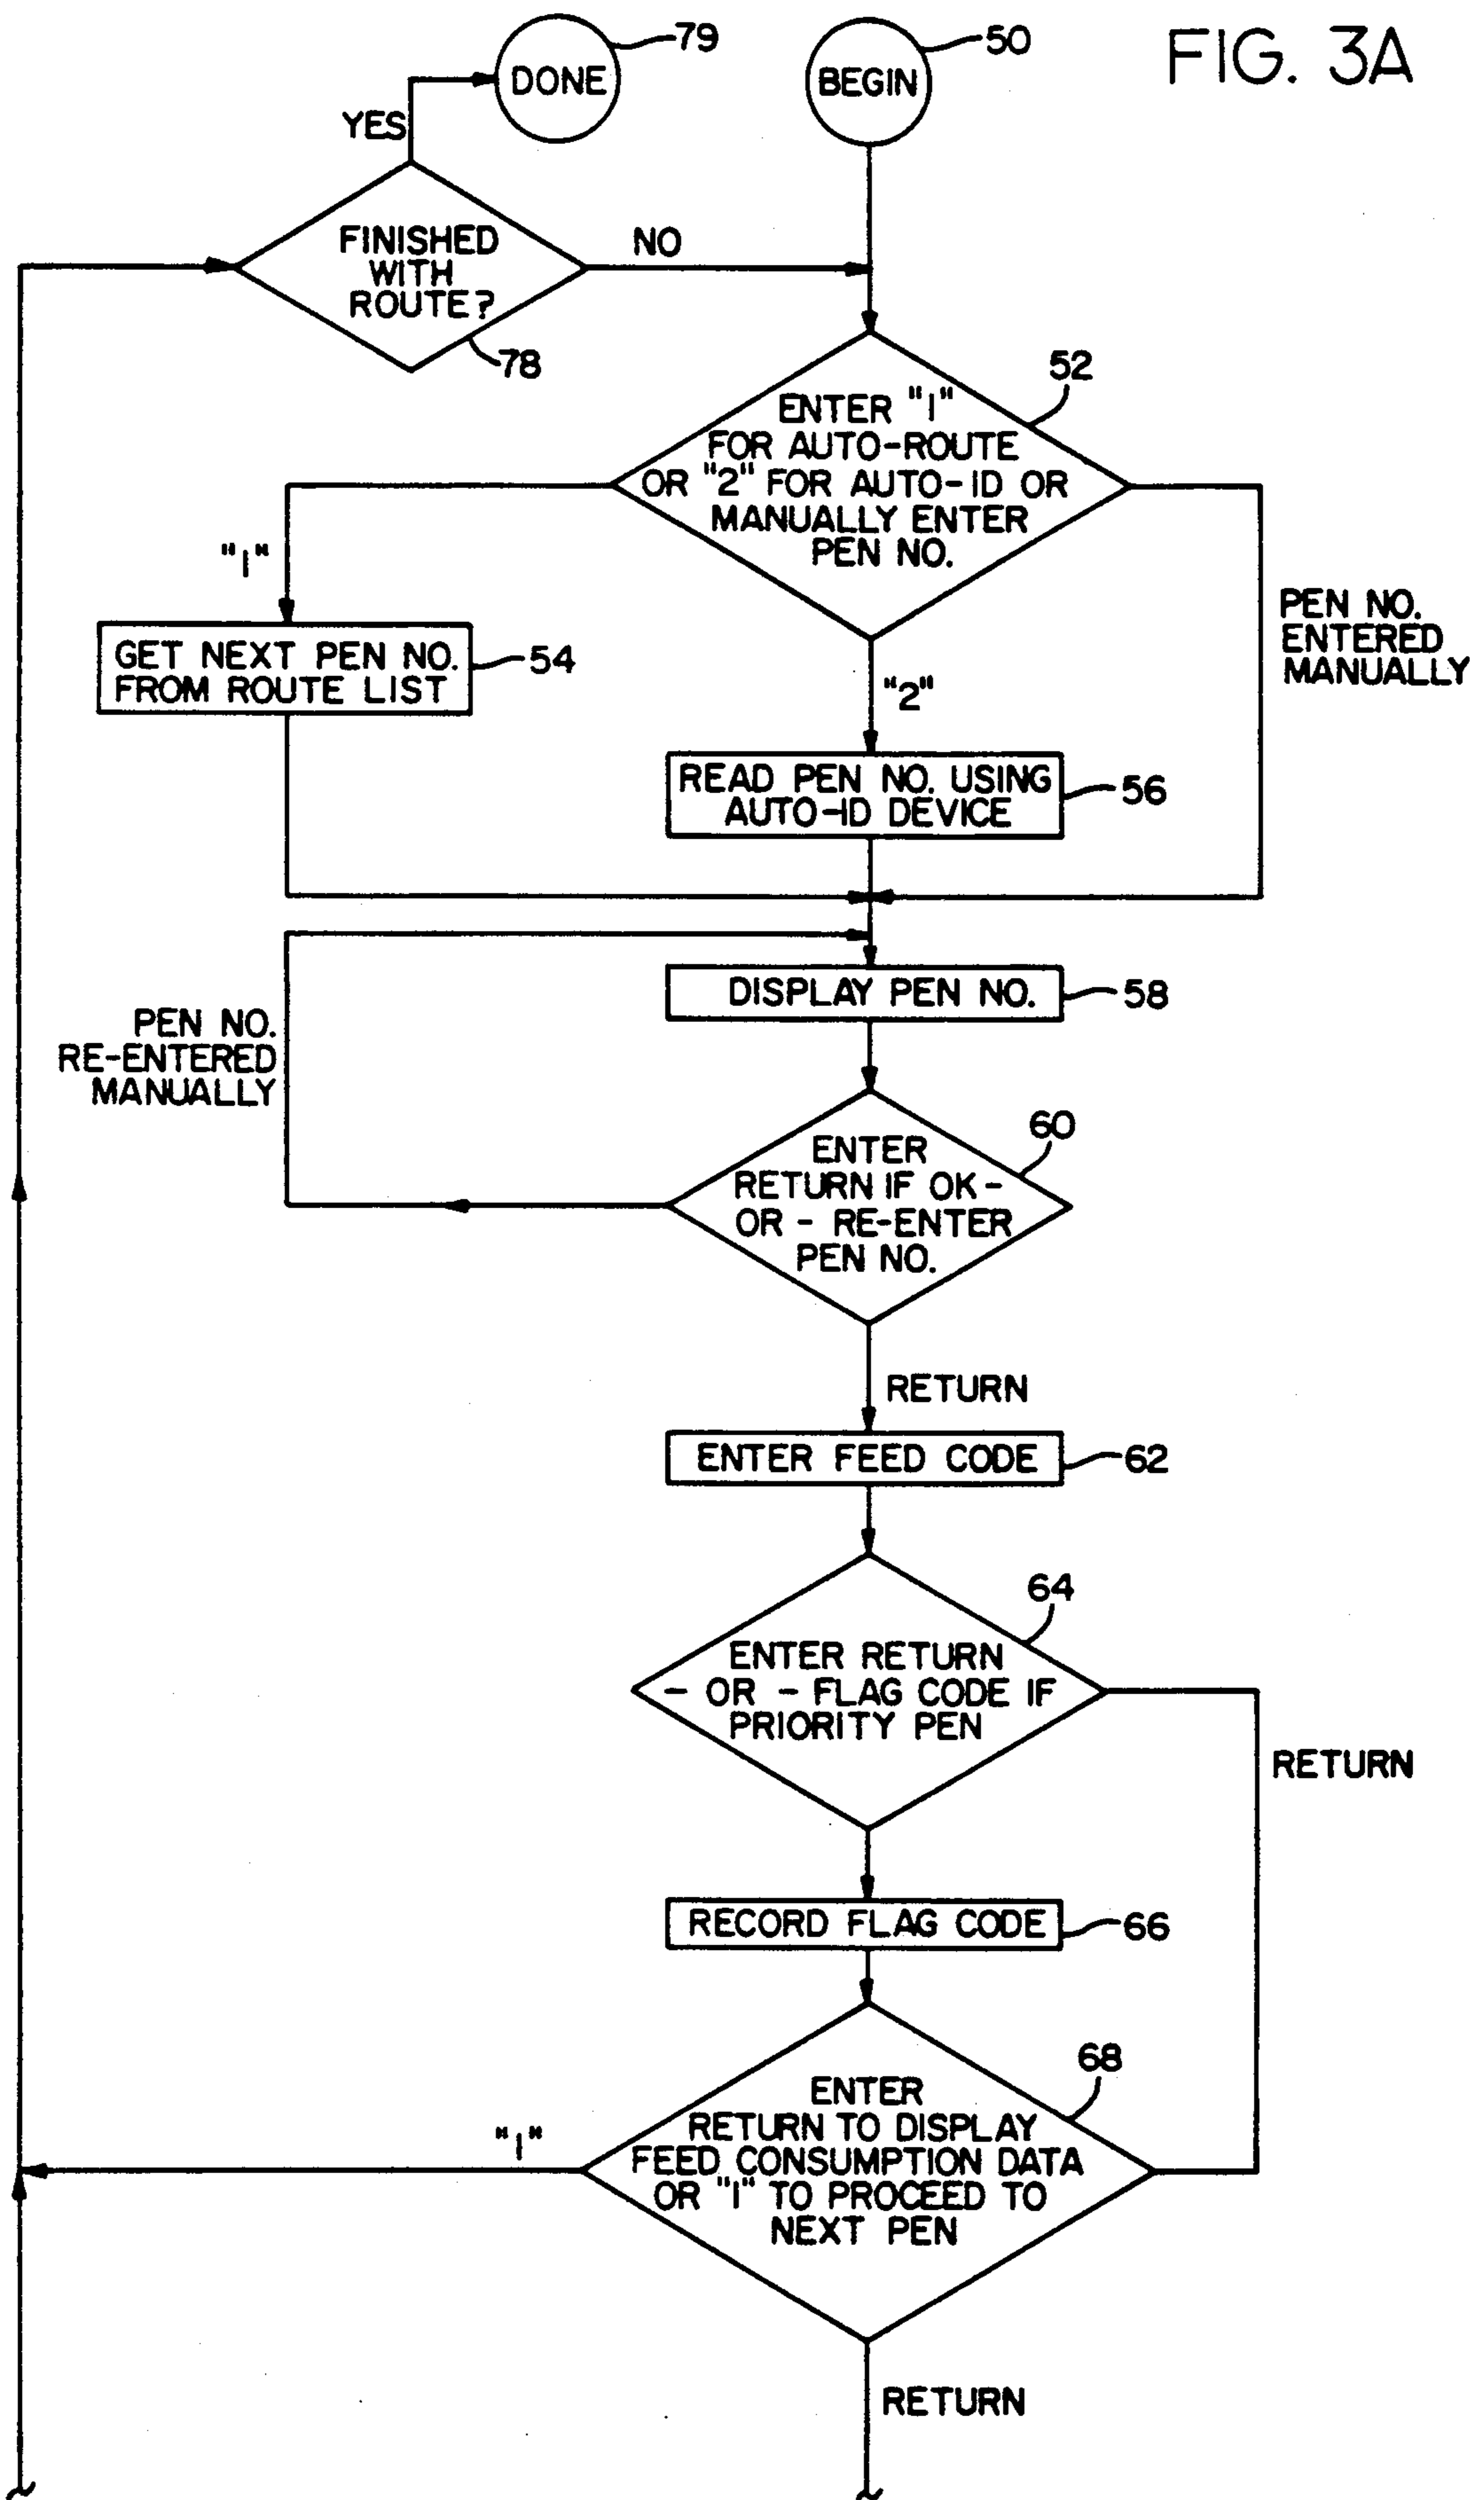 FIG. 3A
79
DONE
50
BEGIN
YES
FINISHED
WITH
ROUTE?
NO
78
52
ENTER "1"
FOR AUTO-ROUTE
OR "2" FOR AUTO-ID OR
MANUALLY ENTER
PEN NO.
"1"
GET NEXT PEN NO.
FROM ROUTE LIST
54
"2"
PEN NO.
ENTERED
MANUALLY
READ PEN NO. USING
AUTO-ID DEVICE
56
DISPLAY PEN NO.
58
PEN NO.
RE-ENTERED
MANUALLY
60
ENTER
RETURN IF OK -
OR - RE-ENTER
PEN NO.
RETURN
ENTER FEED CODE
62
64
ENTER RETURN
- OR - FLAG CODE IF
PRIORITY PEN
RETURN
RECORD FLAG CODE
66
68
ENTER
RETURN TO DISPLAY
FEED CONSUMPTION DATA
OR "1" TO PROCEED TO
NEXT PEN
"1"
RETURN